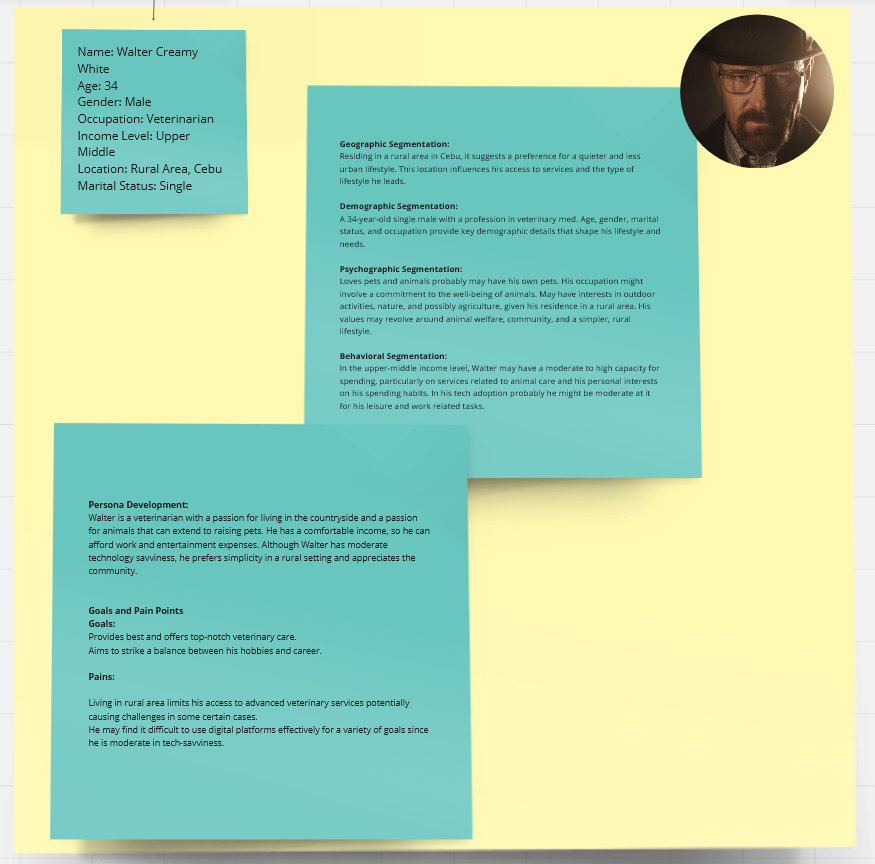 Name: Walter Creamy
White
Age: 34
Gender: Male
Occupation: Veterinarian
Income Level: Upper
Middle
Location: Rural Area, Cebu
Marital Status: Single
Geographic Segmentation:
Residing in a rural area in Cebu, it suggests a preference for a quieter and less
urban lifestyle. This location influences his access to services and the type of
lifestyle he leads.
Demographic Segmentation:
A 34-year-old single male with a profession in veterinary med. Age, gender, marital
status, and occupation provide key demographic details that shape his lifestyle and
needs.
Psychographic Segmentation:
Loves pets and animals probably may have his own pets. His occupation might
involve a commitment to the well-being of animals. May have interests in outdoor
activities, nature, and possibly agriculture, given his residence in a rural area. His
values may revolve around animal welfare, community, and a simpler, rural
lifestyle.
Behavioral Segmentation:
In the upper-middle income level, Walter may have a moderate to high capacity for
spending, particularly on services related to animal care and his personal interests
on his spending habits. In his tech adoption probably he might be moderate at it
for his leisure and work related tasks.
Persona Development:
Walter is a veterinarian with a passion for living in the countryside and a passion
for animals that can extend to raising pets. He has a comfortable income, so he can
afford work and entertainment expenses. Although Walter has moderate
technology savviness, he prefers simplicity in a rural setting and appreciates the
community.
Goals and Pain Points
Goals:
Provides best and offers top-notch veterinary care.
Aims to strike a balance between his hobbies and career.
Pains:
Living in rural area limits his access to advanced veterinary services potentially
causing challenges in some certain cases.
He may find it difficult to use digital platforms effectively for a variety of goals since
he is moderate in tech-savviness.